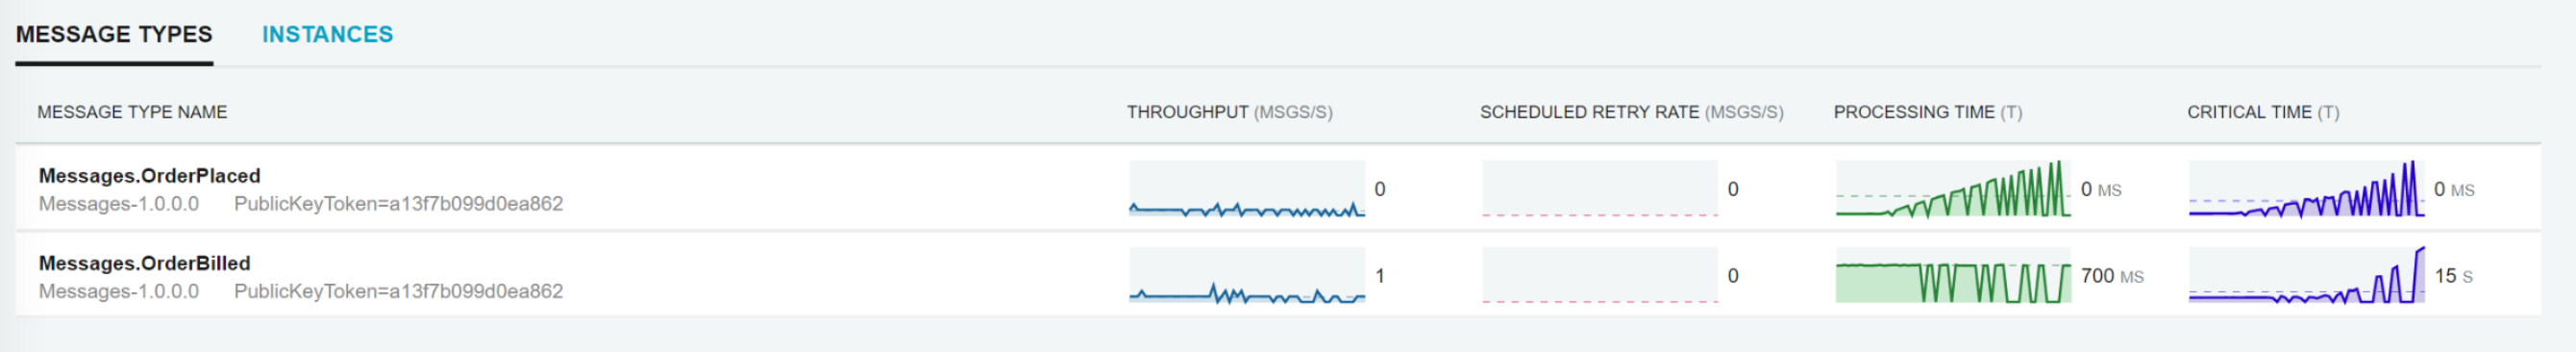 MESSAGE TYPES INSTANCES
MESSAGE TYPE NAME THROUGHPUT (MSGS/S) SCHEDULED RETRY RATE (MSGS/S) PROCESSING TIME (T) CRITICAL TIME (T)
Messages.OrderPlaced
0 0 0 MS 0 MS
Messages-1.0.0.0 PublicKeyToken=a13f7b099d0ea862
Messages.OrderBilled
1 0 700 MS 15 S
Messages-1.0.0.0 PublicKeyToken=a13f7b099d0ea862